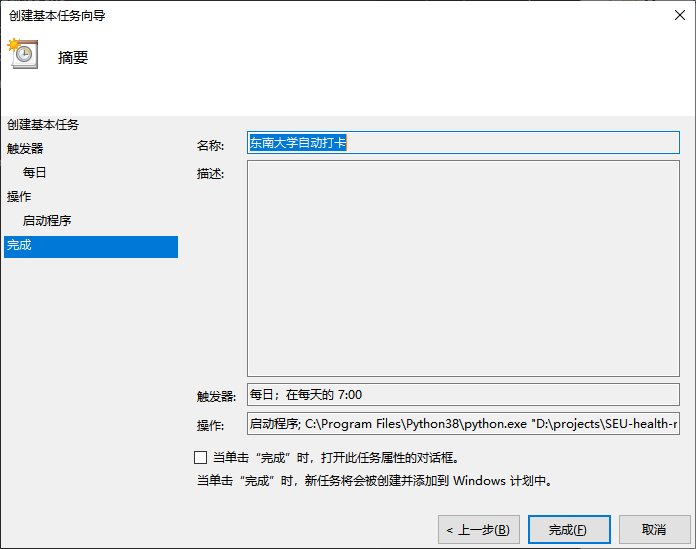 创建基本任务向导
摘要
创建基本任务
触发器
每日
操作
启动程序
完成
名称: 东南大学自动打卡
描述:
触发器: 每日；在每天的 7:00
操作: 启动程序; C:\Program Files\Python38\python.exe "D:\projects\SEU-health-r
当单击“完成”时，打开此任务属性的对话框。
当单击“完成”时，新任务将会被创建并添加到 Windows 计划中。
< 上一步(B) 完成(F) 取消